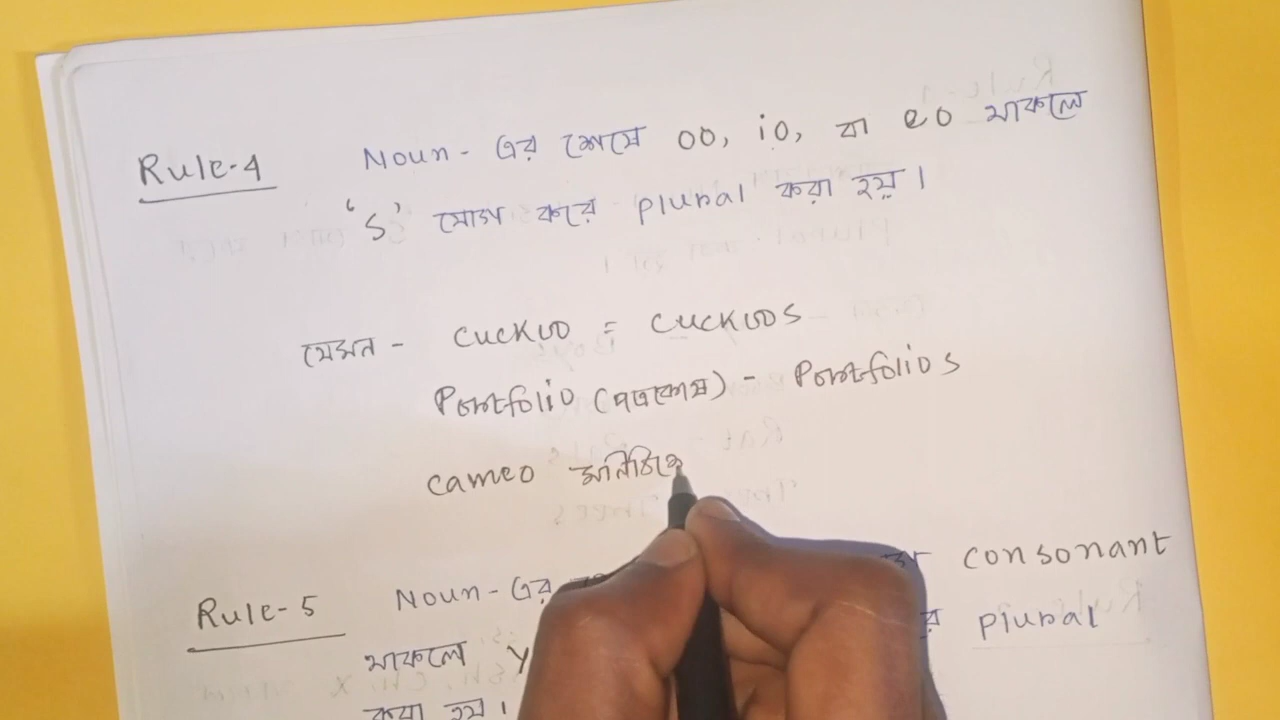 Rule-4 Noun-এর শেষে oo, io, বা eo থাকলে
'S' যোগ করে plural করা হয়।
যেমন - cuckoo = cuckoos
Portfolio (পত্রকোষ) - Portfolios
cameo
Rule-5 Noun-এর consonant
থাকলে y plural
করা হয়।